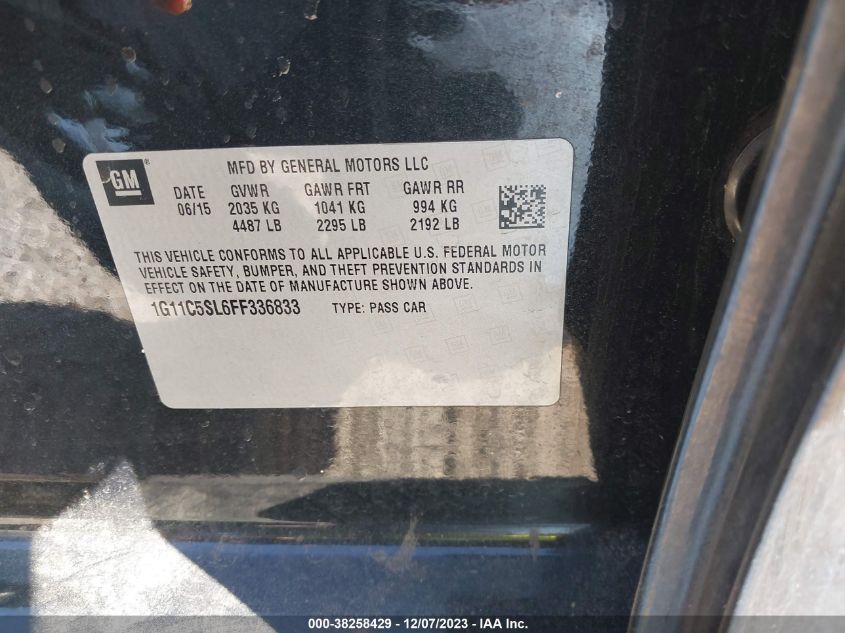 GM ®
MFD BY GENERAL MOTORS LLC
DATE GVWR GAWR FRT GAWR RR
06/15 2035 KG 1041 KG 994 KG
4487 LB 2295 LB 2192 LB
THIS VEHICLE CONFORMS TO ALL APPLICABLE U.S. FEDERAL MOTOR
VEHICLE SAFETY, BUMPER, AND THEFT PREVENTION STANDARDS IN
EFFECT ON THE DATE OF MANUFACTURE SHOWN ABOVE.
1G11C5SL6FF336833 TYPE: PASS CAR
000-38258429 - 12/07/2023 - Copyright © 2023 IAA, Inc.